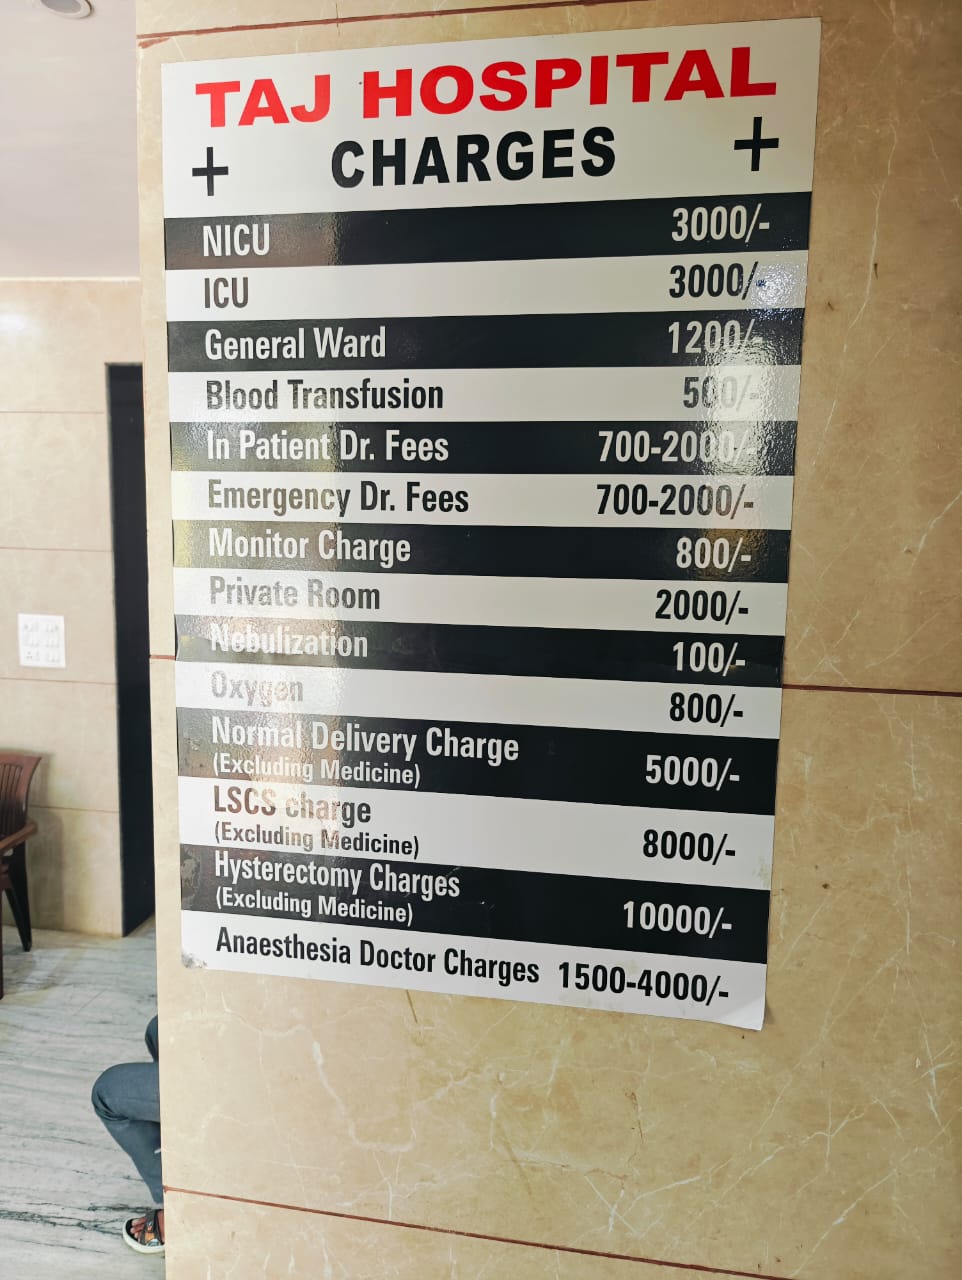 TAJ HOSPITAL
+ CHARGES +
NICU 3000/-
ICU 3000/-
General Ward 1200/-
Blood Transfusion 500/-
In Patient Dr. Fees 700-2000/-
Emergency Dr. Fees 700-2000/-
Monitor Charge 800/-
Private Room 2000/-
Nebulization 100/-
Oxygen 800/-
Normal Delivery Charge 5000/-
(Excluding Medicine)
LSCS charge 8000/-
(Excluding Medicine)
Hysterectomy Charges 10000/-
(Excluding Medicine)
Anaesthesia Doctor Charges 1500-4000/-